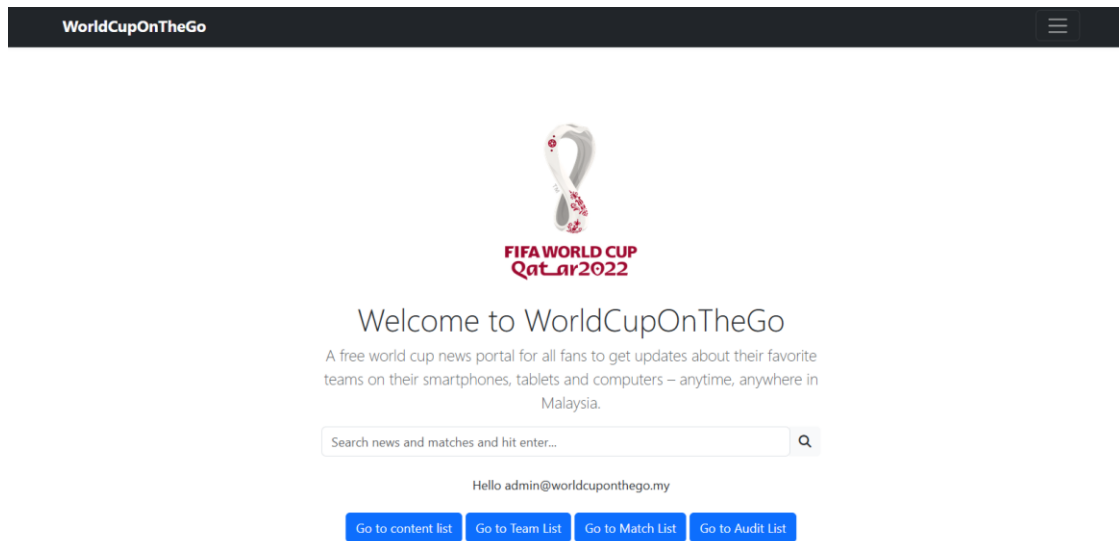 WorldCupOnTheGo
TM
FIFA WORLD CUP
Qatar2022
Welcome to WorldCupOnTheGo
A free world cup news portal for all fans to get updates about their favorite
teams on their smartphones, tablets and computers – anytime, anywhere in
Malaysia.
Search news and matches and hit enter...
Hello admin@worldcuponthego.my
Go to content list Go to Team List Go to Match List Go to Audit List